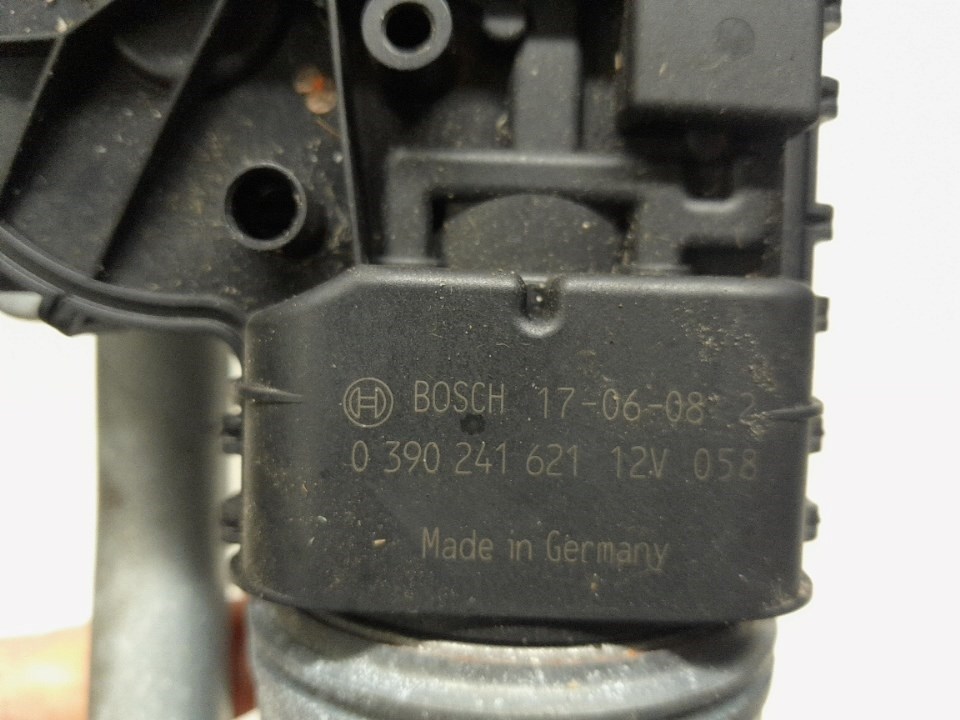 BOSCH 17-06-08 2
0 390 241 621 12V 058
Made in Germany